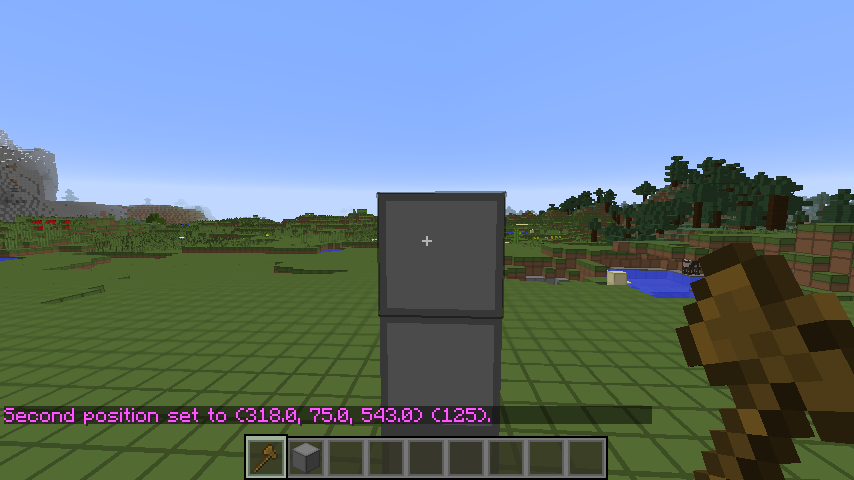 Second position set to (318.0, 75.0, 543.0) (125).